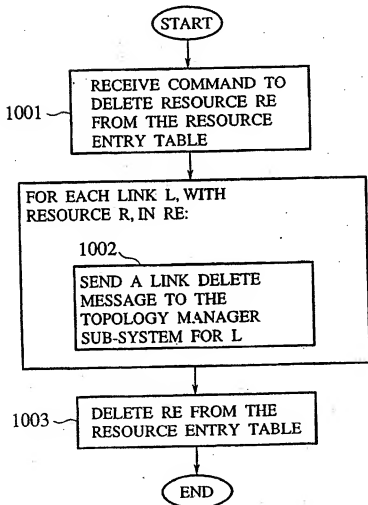 START
RECEIVE COMMAND TO
DELETE RESOURCE RE
FROM THE RESOURCE
ENTRY TABLE
1001
FOR EACH LINK L, WITH
RESOURCE R, IN RE:
1002
SEND A LINK DELETE
MESSAGE TO THE
TOPOLOGY MANAGER
SUB-SYSTEM FOR L
1003
DELETE RE FROM THE
RESOURCE ENTRY TABLE
END